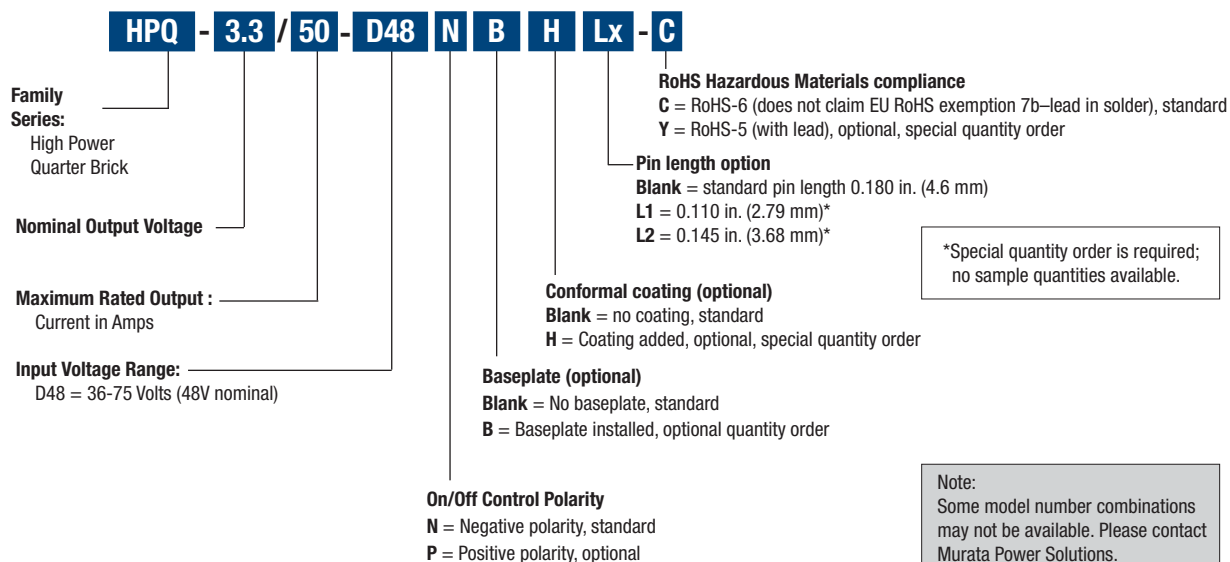 HPQ - 3.3 / 50 - D48 N B H Lx - C
RoHS Hazardous Materials compliance
C = RoHS-6 (does not claim EU RoHS exemption 7b–lead in solder), standard
Y = RoHS-5 (with lead), optional, special quantity order
Family
Series:
High Power
Quarter Brick
Pin length option
Blank = standard pin length 0.180 in. (4.6 mm)
L1 = 0.110 in. (2.79 mm)*
L2 = 0.145 in. (3.68 mm)*
Nominal Output Voltage
*Special quantity order is required;
no sample quantities available.
Maximum Rated Output :
Current in Amps
Conformal coating (optional)
Blank = no coating, standard
H = Coating added, optional, special quantity order
Input Voltage Range:
D48 = 36-75 Volts (48V nominal)
Baseplate (optional)
Blank = No baseplate, standard
B = Baseplate installed, optional quantity order
On/Off Control Polarity
N = Negative polarity, standard
P = Positive polarity, optional
Note:
Some model number combinations
may not be available. Please contact
Murata Power Solutions.